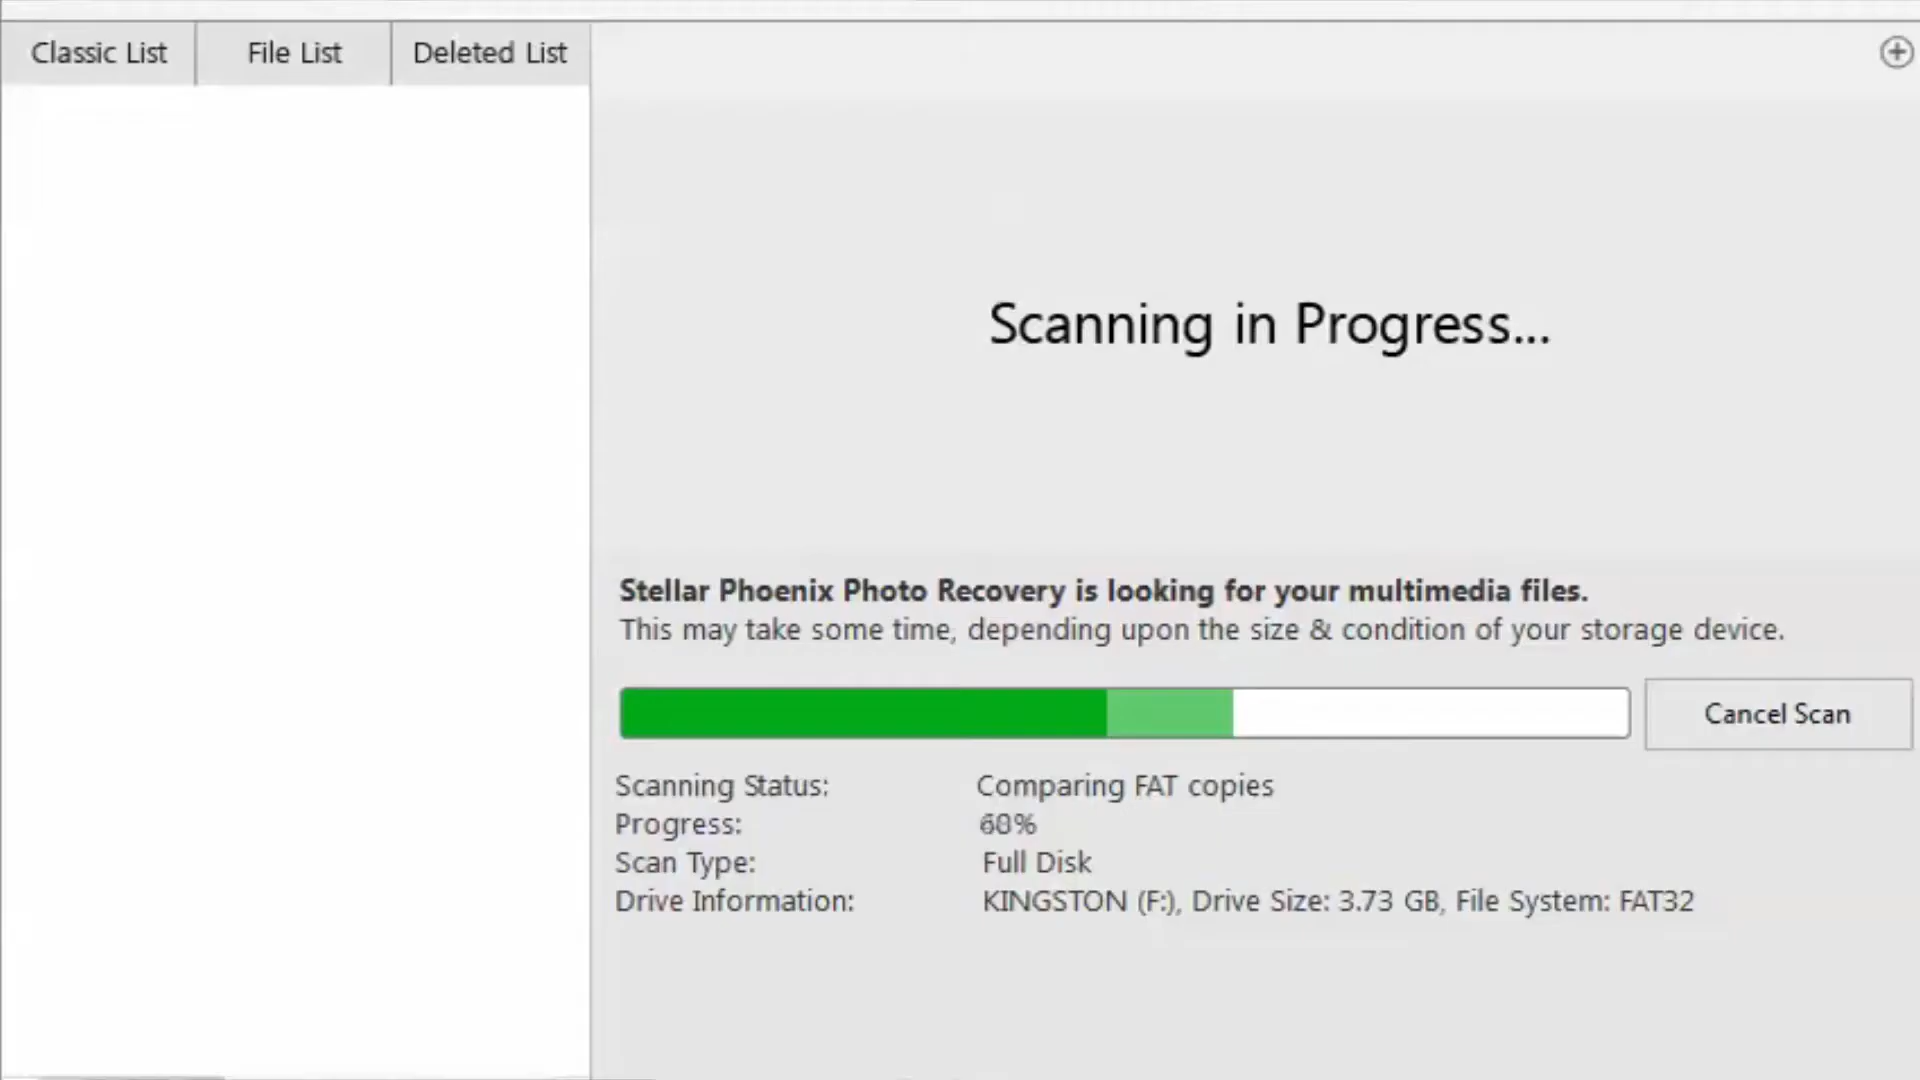 Classic List
File List
Deleted List
Scanning in Progress...
Stellar Phoenix Photo Recovery is looking for your multimedia files.
This may take some time, depending upon the size & condition of your storage device.
Cancel Scan
Scanning Status: Comparing FAT copies
Progress:
Scan Type: Full Disk
Drive Information: KINGSTON (F:), Drive Size: 3.73 GB, File System: FAT32